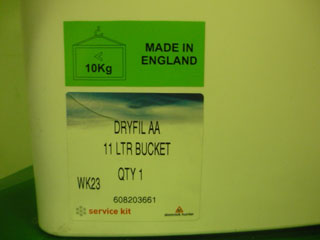 10Kg
MADE IN
ENGLAND
DRYFIL AA
11 LTR BUCKET
WK23 QTY 1
608203661
service kit